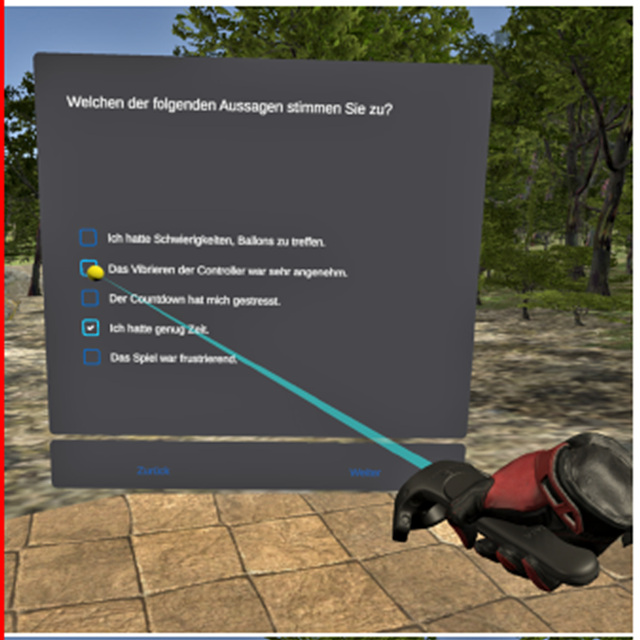 Welchen der folgenden Aussagen stimmen Sie zu?
Ich hatte Schwierigkeiten, Ballons zu treffen.
Das Vibrieren der Controller war sehr angenehm.
Der Countdown hat mich gestresst.
Ich hatte genug Zeit.
Das Spiel war frustrierend.
Zurück
Weiter